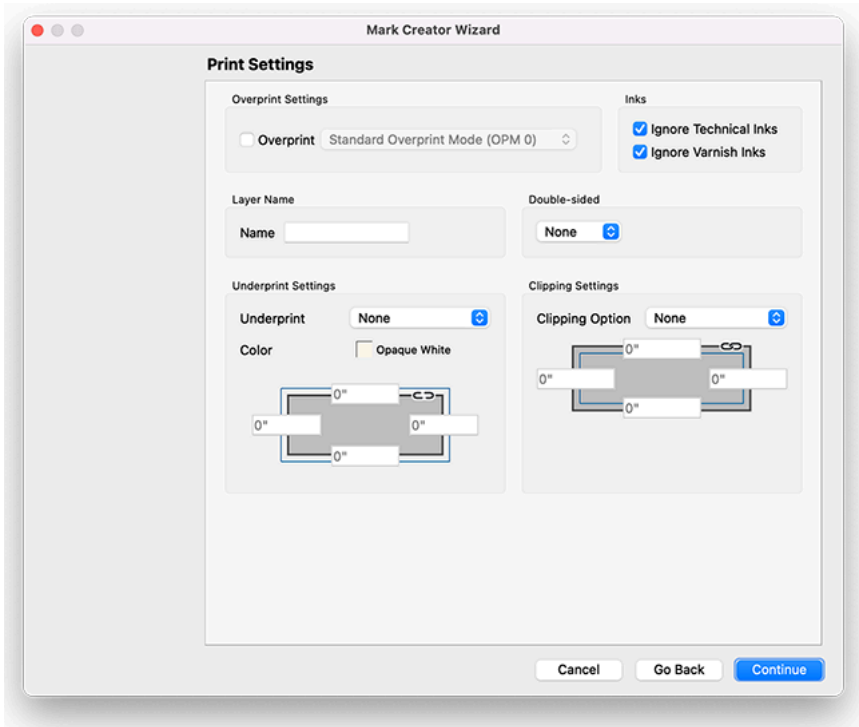 Mark Creator Wizard
Print Settings
Overprint Settings
Overprint Standard Overprint Mode (OPM 0)
Inks
Ignore Technical Inks
Ignore Varnish Inks
Layer Name
Name
Double-sided
None
Underprint Settings
Underprint None
Color Opaque White
0"
0" 0"
0"
Clipping Settings
Clipping Option None
0"
0" 0"
0"
Cancel Go Back Continue